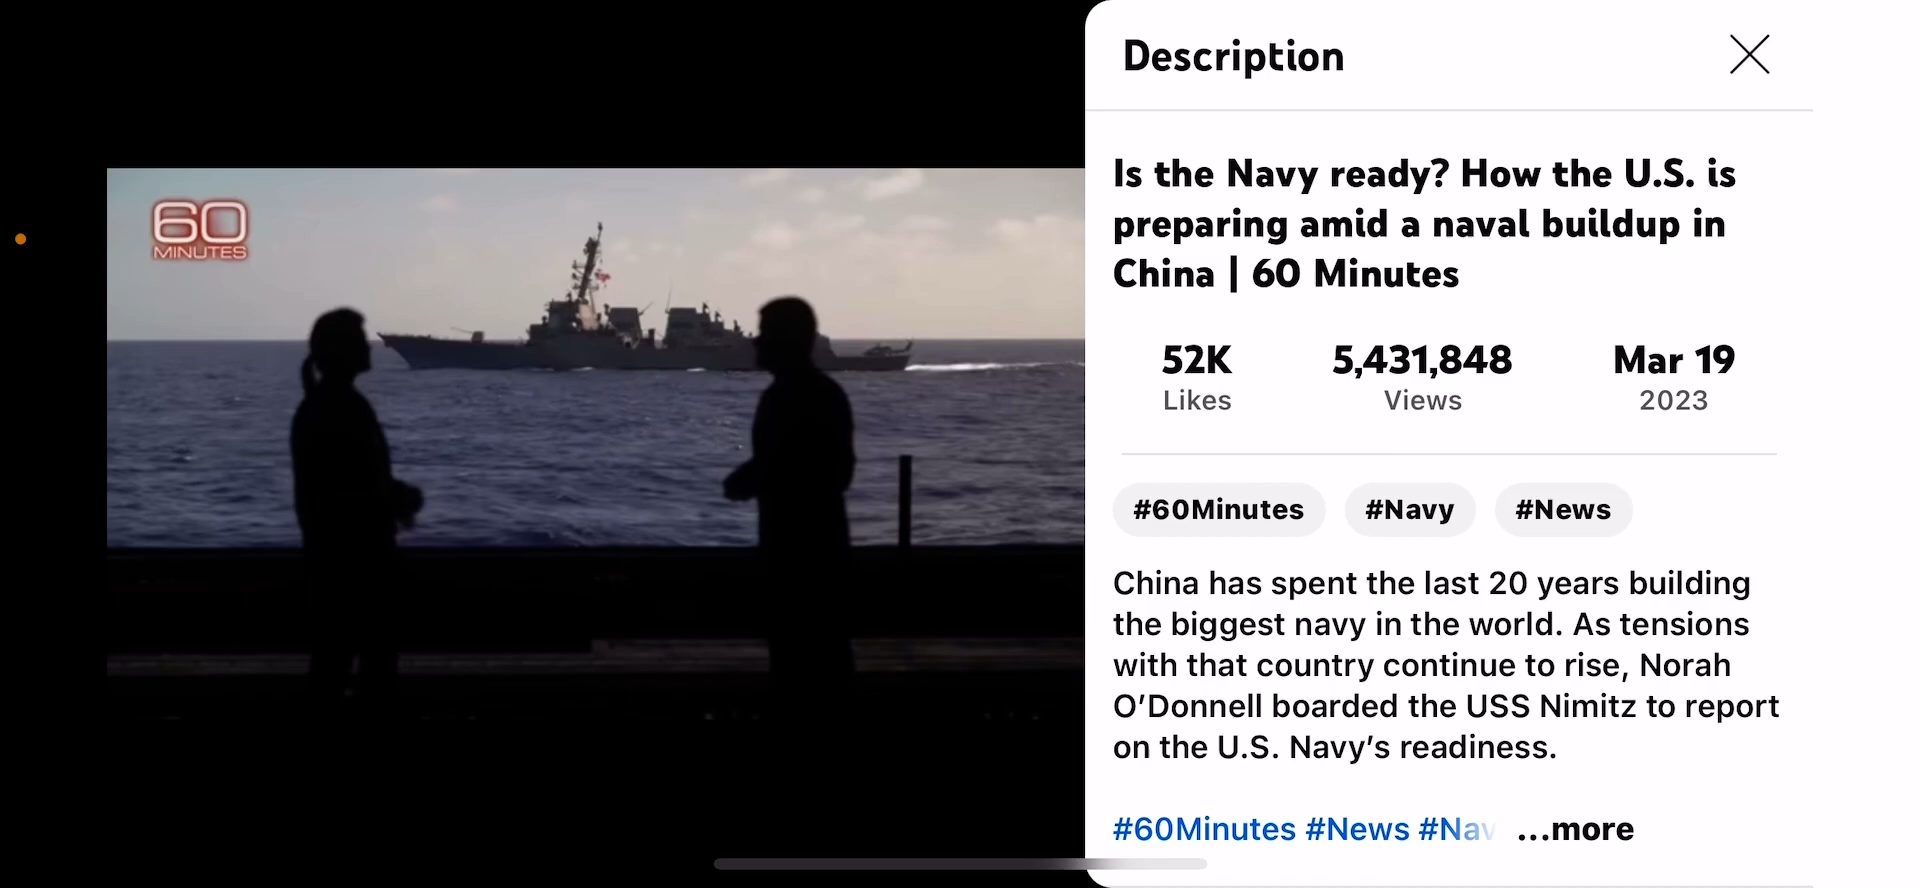 60
MINUTES
Description
Is the Navy ready? How the U.S. is
preparing amid a naval buildup in
China | 60 Minutes
52K 5,431,848 Mar 19
Likes Views 2023
#60Minutes #Navy #News
China has spent the last 20 years building
the biggest navy in the world. As tensions
with that country continue to rise, Norah
O’Donnell boarded the USS Nimitz to report
on the U.S. Navy’s readiness.
#60Minutes #News #Nav ...more